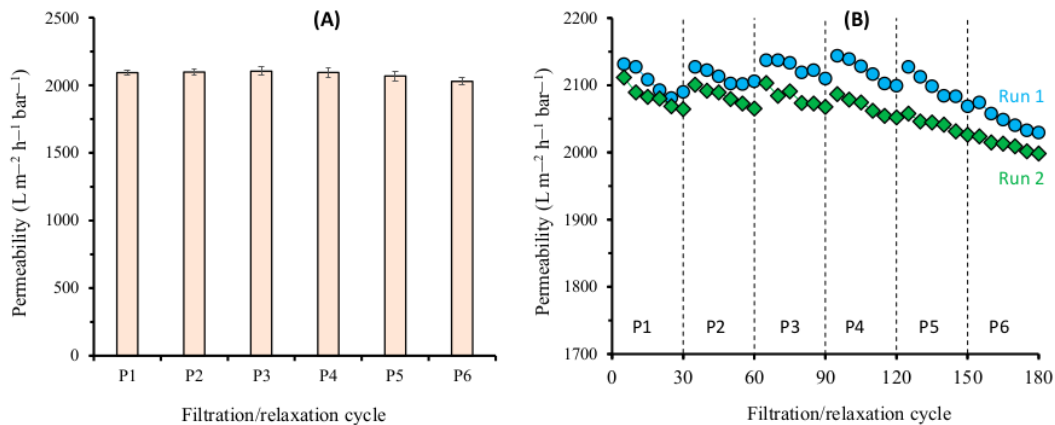 (A)
Permeability (L m−2 h−1 bar−1)
2500
2000
1500
1000
500
0
P1 P2 P3 P4 P5 P6
Filtration/relaxation cycle
(B)
Permeability (L m−2 h−1 bar−1)
2200
2100
2000
1900
1800
1700
Run 1
Run 2
P1 P2 P3 P4 P5 P6
0 30 60 90 120 150 180
Filtration/relaxation cycle